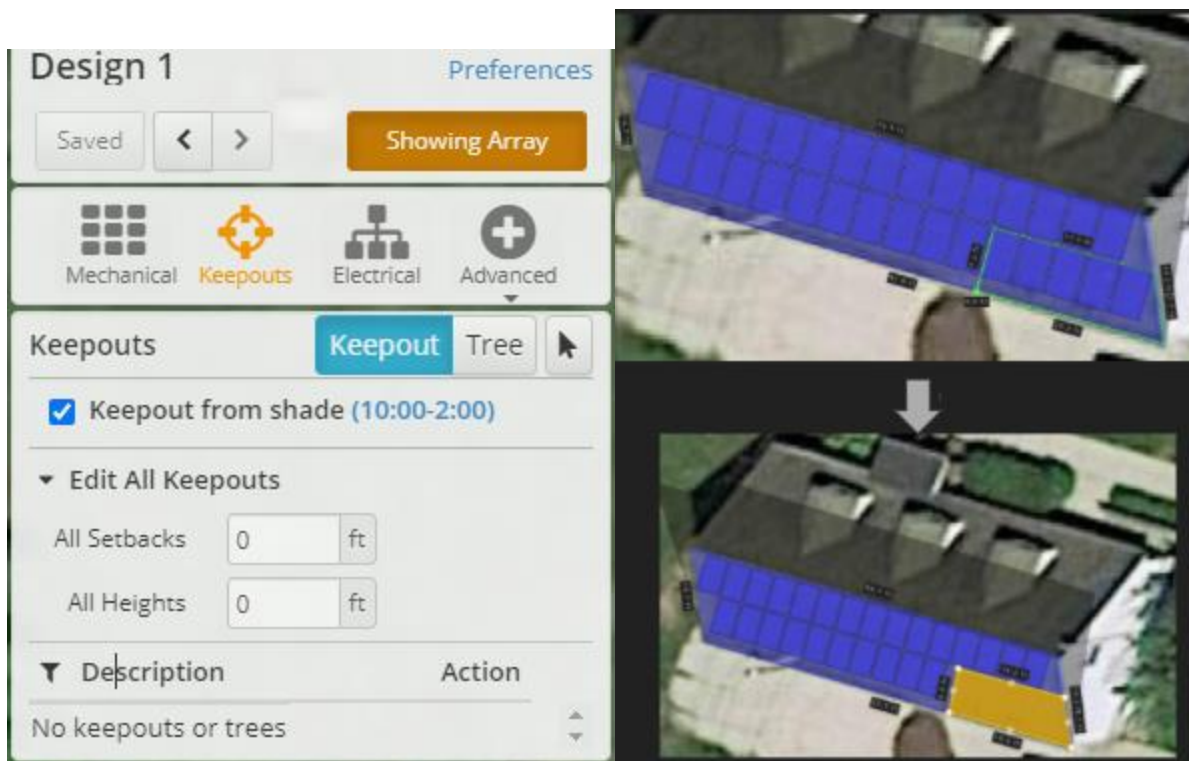 Design 1
Preferences
Saved
Showing Array
Mechanical
Keepouts
Electrical
Advanced
Keepouts
Keepout
Tree
Keepout from shade (10:00-2:00)
Edit All Keepouts
All Setbacks 0 ft
All Heights 0 ft
Description
Action
No keepouts or trees